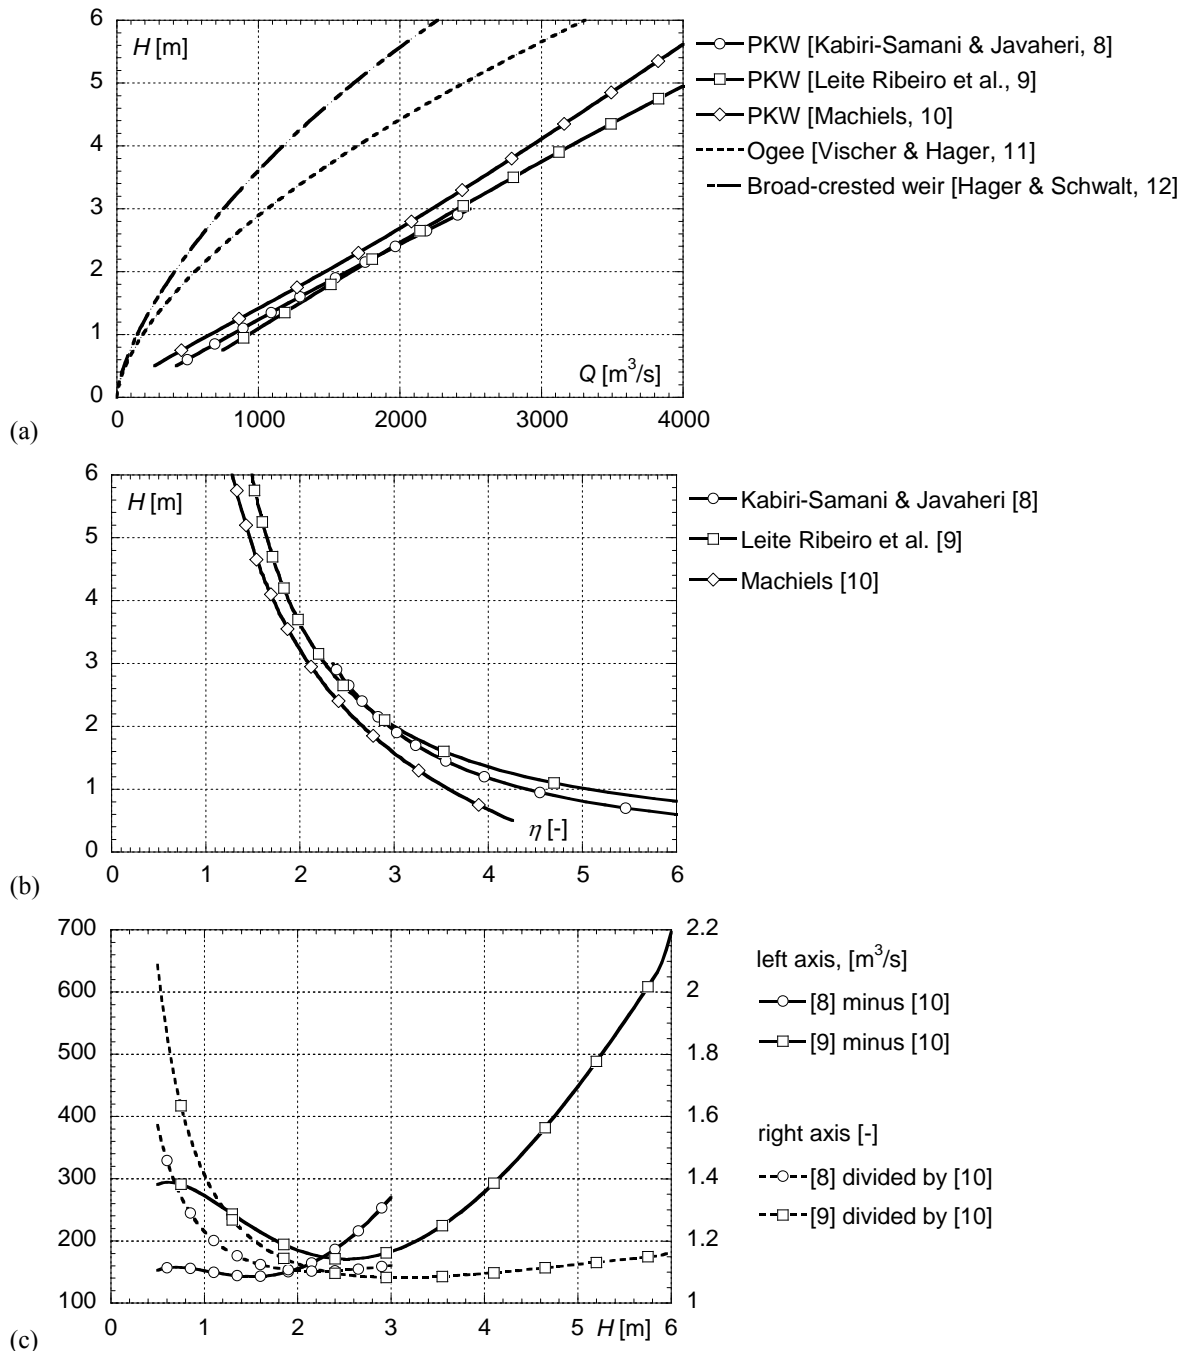 6
H [m]
5
4
3
2
1
0
Q [m³/s]
0 1000 2000 3000 4000
(a)
PKW [Kabiri-Samani & Javaheri, 8]
PKW [Leite Ribeiro et al., 9]
PKW [Machiels, 10]
Ogee [Vischer & Hager, 11]
Broad-crested weir [Hager & Schwalt, 12]
6
H [m]
5
4
3
2
1
0
η [-]
0 1 2 3 4 5 6
(b)
Kabiri-Samani & Javaheri [8]
Leite Ribeiro et al. [9]
Machiels [10]
700 2.2
600 2
500 1.8
400 1.6
300 1.4
200 1.2
100 1
0 1 2 3 4 5 H [m] 6
(c)
left axis, [m³/s]
[8] minus [10]
[9] minus [10]
right axis [-]
[8] divided by [10]
[9] divided by [10]